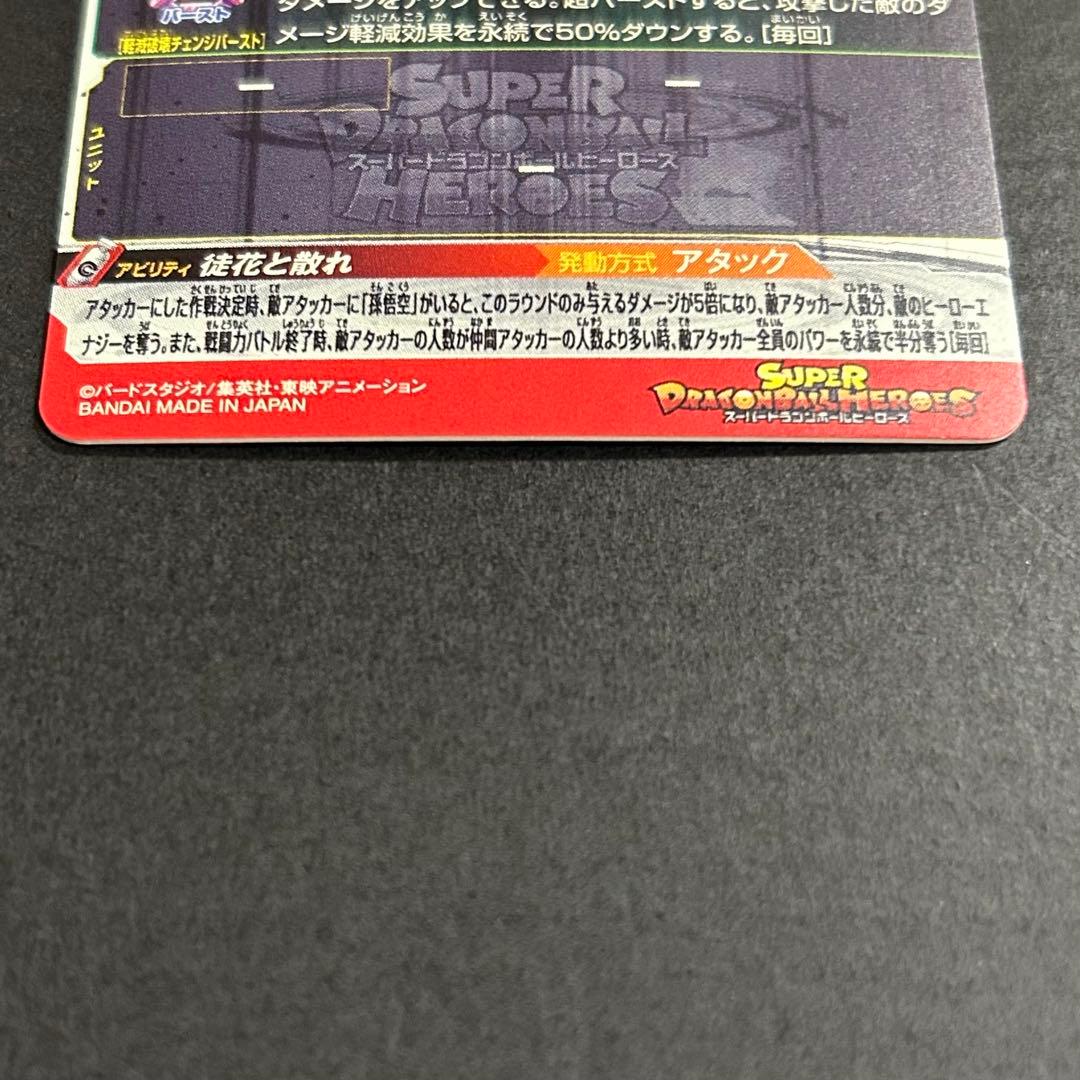 ダメージをアップできる。超バーストすると、攻撃した敵のダ
バースト
[軽減破壊チェンジバースト]
メージ軽減効果を永続で50%ダウンする。[毎回]
SUPER
DRAGONBALL
スーパードラゴンボールヒーローズ
HEROES
ユニット
アビリティ 徒花と散れ 発動方式 アタック
アタッカーにした作戦決定時、敵アタッカーに「孫悟空」がいると、このラウンドのみ与えるダメージが5倍になり、敵アタッカー人数分、敵のヒーローエ
ナジーを奪う。また、戦闘力バトル終了時、敵アタッカーの人数が仲間アタッカーの人数より多い時、敵アタッカー全員のパワーを永続で半分奪う[毎回]
©バードスタジオ/集英社・東映アニメーション
BANDAI MADE IN JAPAN
SUPER
DRAGONBALL HEROES
スーパードラゴンボールヒーローズ